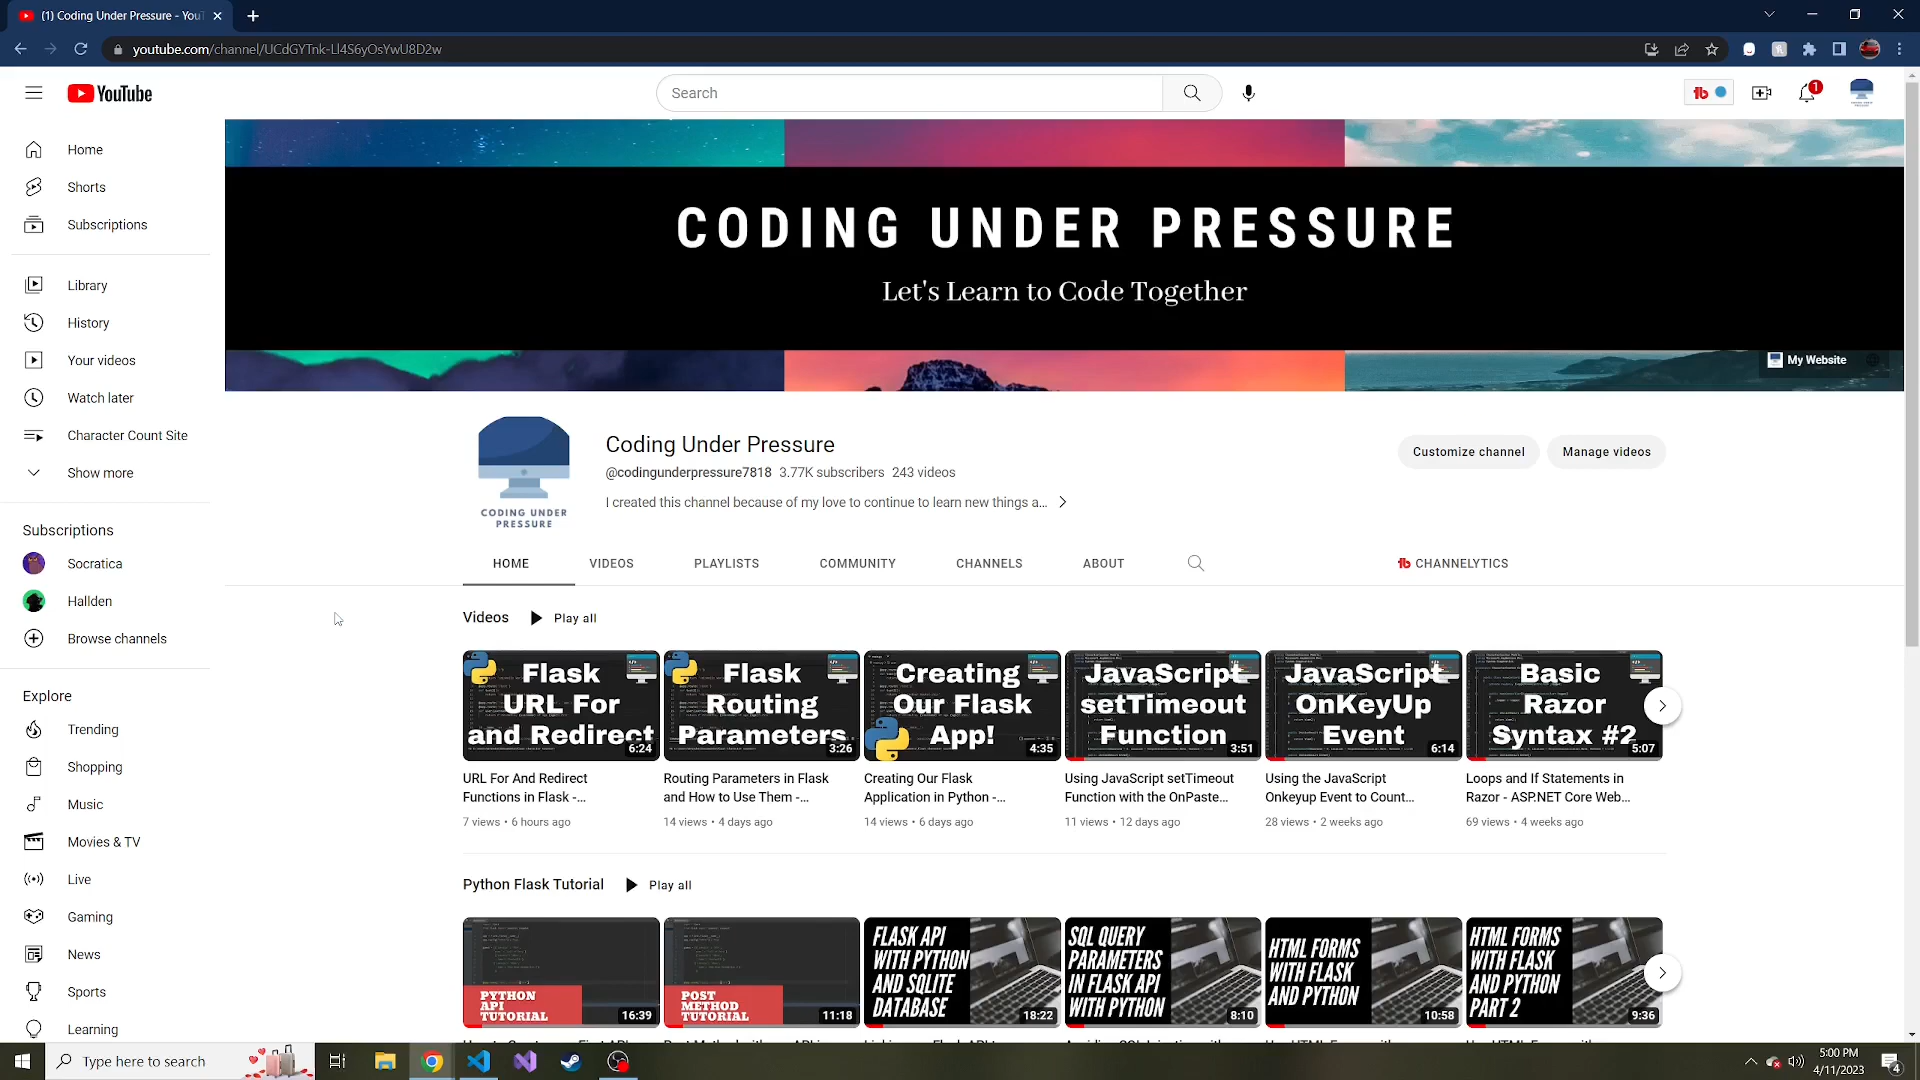 (1) Coding Under Pressure - You
youtube.com/channel/UCdGYTnk-Ll4S6yOsYwU8D2w
YouTube
Search
1
Home
Shorts
Subscriptions
Library
History
Your videos
Watch later
Character Count Site
Show more
Subscriptions
Socratica
Hallden
Browse channels
Explore
Trending
Shopping
Music
Movies & TV
Live
Gaming
News
Sports
Learning
CODING UNDER PRESSURE
Let's Learn to Code Together
My Website
CODING UNDER
PRESSURE
Coding Under Pressure
@codingunderpressure7818 3.77K subscribers 243 videos
I created this channel because of my love to continue to learn new things a...
Customize channel
Manage videos
HOME
VIDEOS
PLAYLISTS
COMMUNITY
CHANNELS
ABOUT
CHANNELYTICS
Videos
Play all
Flask
URL For
and Redirect
6:24
URL For And Redirect
Functions in Flask -...
7 views • 6 hours ago
Flask
Routing
Parameters
3:26
Routing Parameters in Flask
and How to Use Them -...
14 views • 4 days ago
Creating
Our Flask
App!
4:35
Creating Our Flask
Application in Python -...
14 views • 6 days ago
JavaScript
setTimeout
Function
3:51
Using JavaScript setTimeout
Function with the OnPaste...
11 views • 12 days ago
JavaScript
OnKeyUp
Event
6:14
Using the JavaScript
Onkeyup Event to Count...
28 views • 2 weeks ago
Basic
Razor
Syntax #2
5:07
Loops and If Statements in
Razor - ASP.NET Core Web...
69 views • 4 weeks ago
Python Flask Tutorial
Play all
PYTHON
API
TUTORIAL
16:39
POST
METHOD
TUTORIAL
11:18
FLASK API
WITH PYTHON
AND SQLITE
DATABASE
18:22
SQL QUERY
PARAMETERS
IN FLASK API
WITH PYTHON
8:10
HTML FORMS
WITH FLASK
AND PYTHON
10:58
HTML FORMS
WITH FLASK
AND PYTHON
PART 2
9:36
Type here to search
5:00 PM
4/11/2023
4